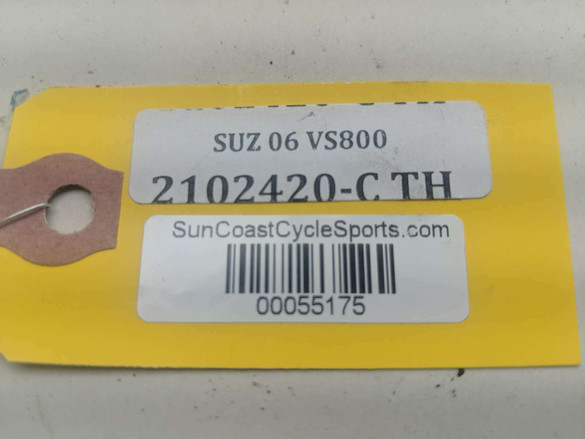 SUZ 06 VS800
2102420-C TH
SunCoastCycleSports.com
00055175